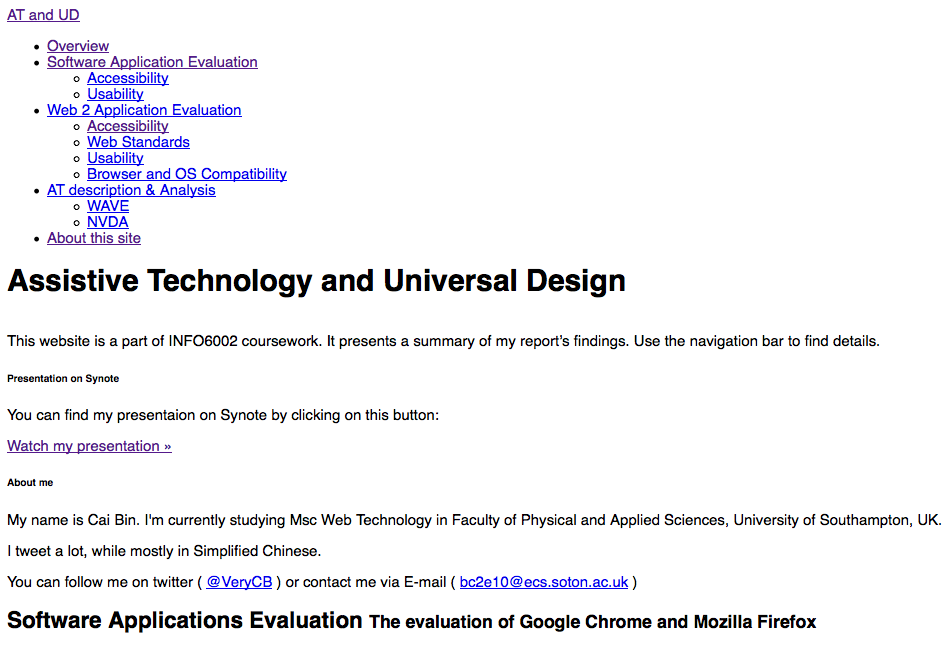 AT and UD
Overview
Software Application Evaluation
Accessibility
Usability
Web 2 Application Evaluation
Accessibility
Web Standards
Usability
Browser and OS Compatibility
AT description & Analysis
WAVE
NVDA
About this site
Assistive Technology and Universal Design
This website is a part of INFO6002 coursework. It presents a summary of my report’s findings. Use the navigation bar to find details.
Presentation on Synote
You can find my presentaion on Synote by clicking on this button:
Watch my presentation »
About me
My name is Cai Bin. I'm currently studying Msc Web Technology in Faculty of Physical and Applied Sciences, University of Southampton, UK.
I tweet a lot, while mostly in Simplified Chinese.
You can follow me on twitter ( @VeryCB ) or contact me via E-mail ( bc2e10@ecs.soton.ac.uk )
Software Applications Evaluation The evaluation of Google Chrome and Mozilla Firefox